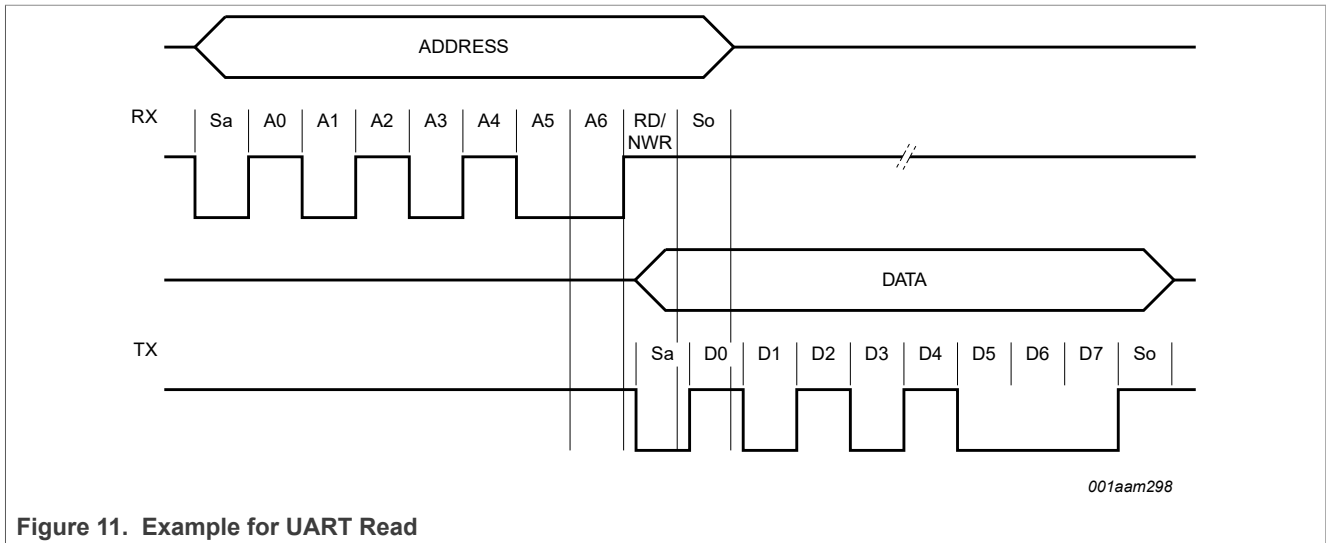 ADDRESS
RX Sa A0 A1 A2 A3 A4 A5 A6 RD/ So
NWR
DATA
TX Sa D0 D1 D2 D3 D4 D5 D6 D7 So
001aam298
Figure 11. Example for UART Read